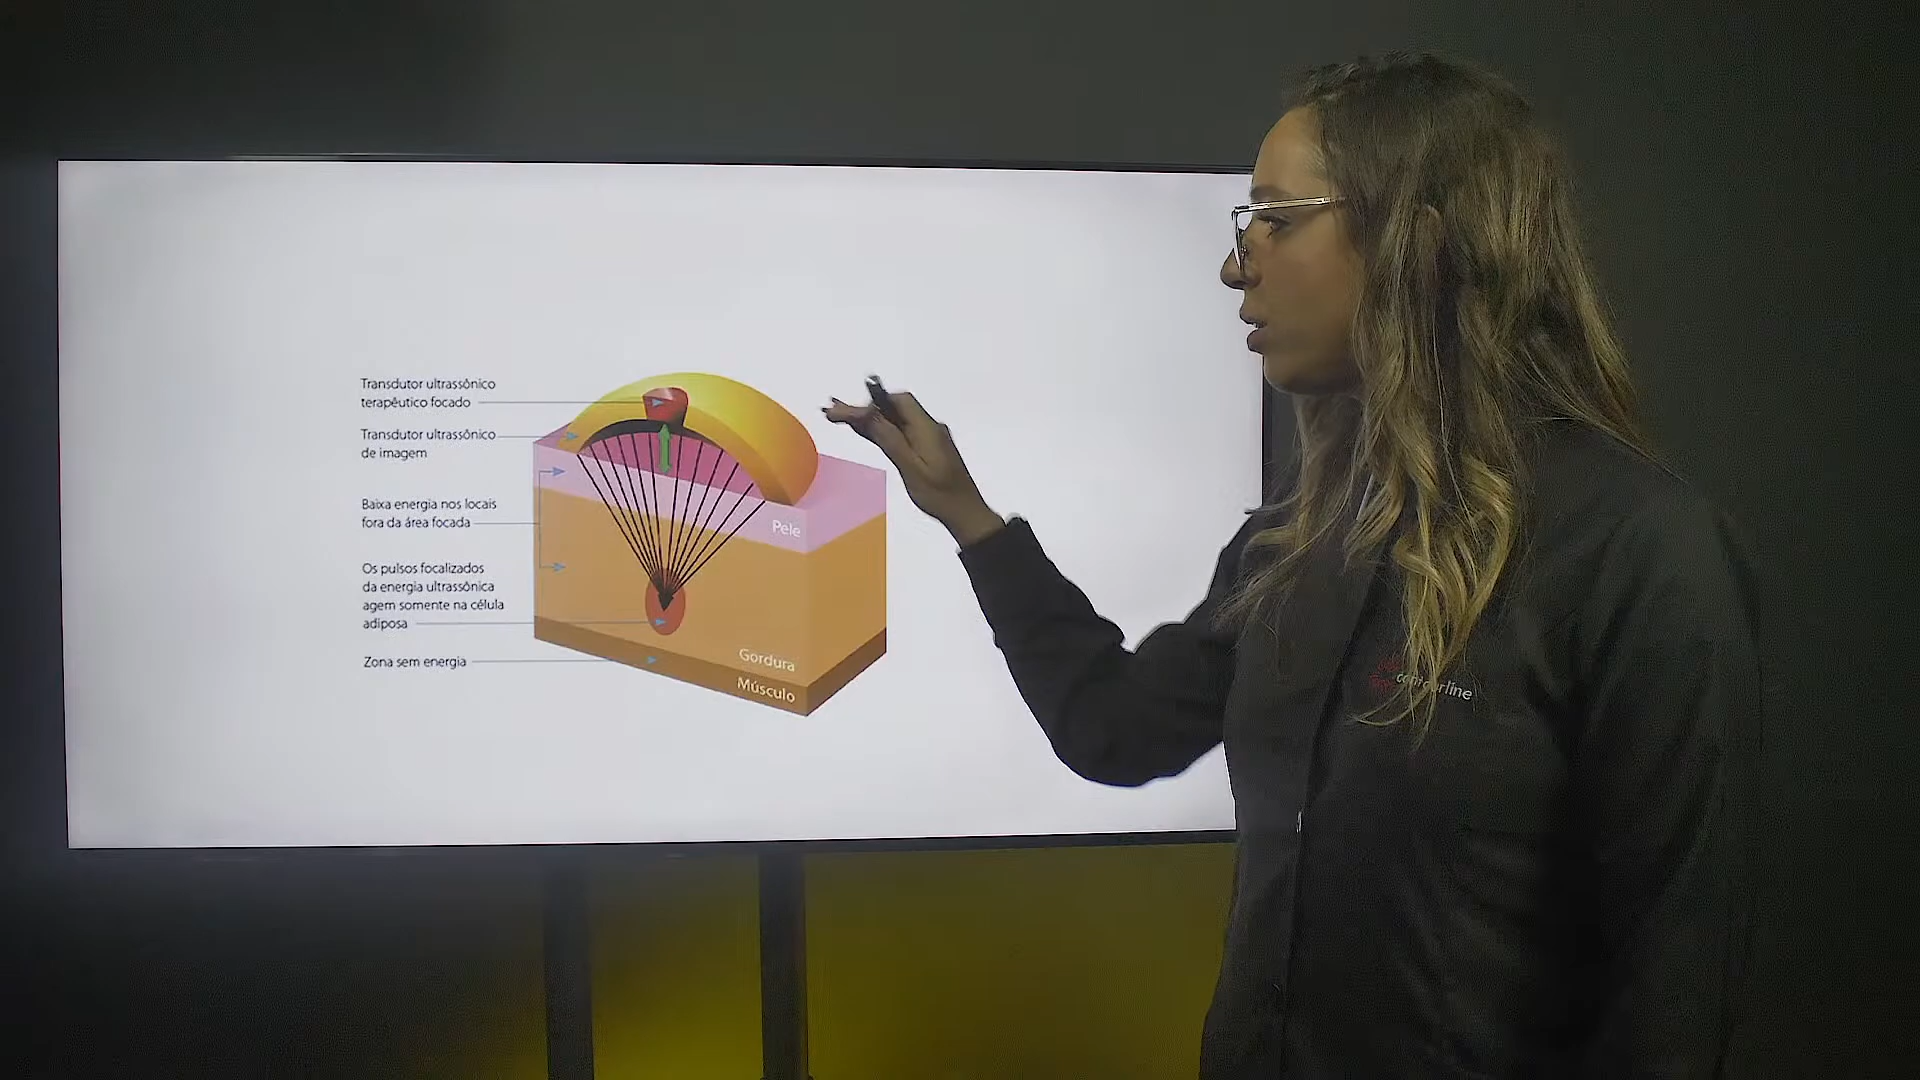 Transdutor ultrassônico
terapêutico focado
Transdutor ultrassônico
de imagem
Baixa energia nos locais
fora da área focada
Os pulsos focalizados
da energia ultrassônica
agem somente na célula
adiposa
Zona sem energia
Pele
Gordura
Músculo
contourline